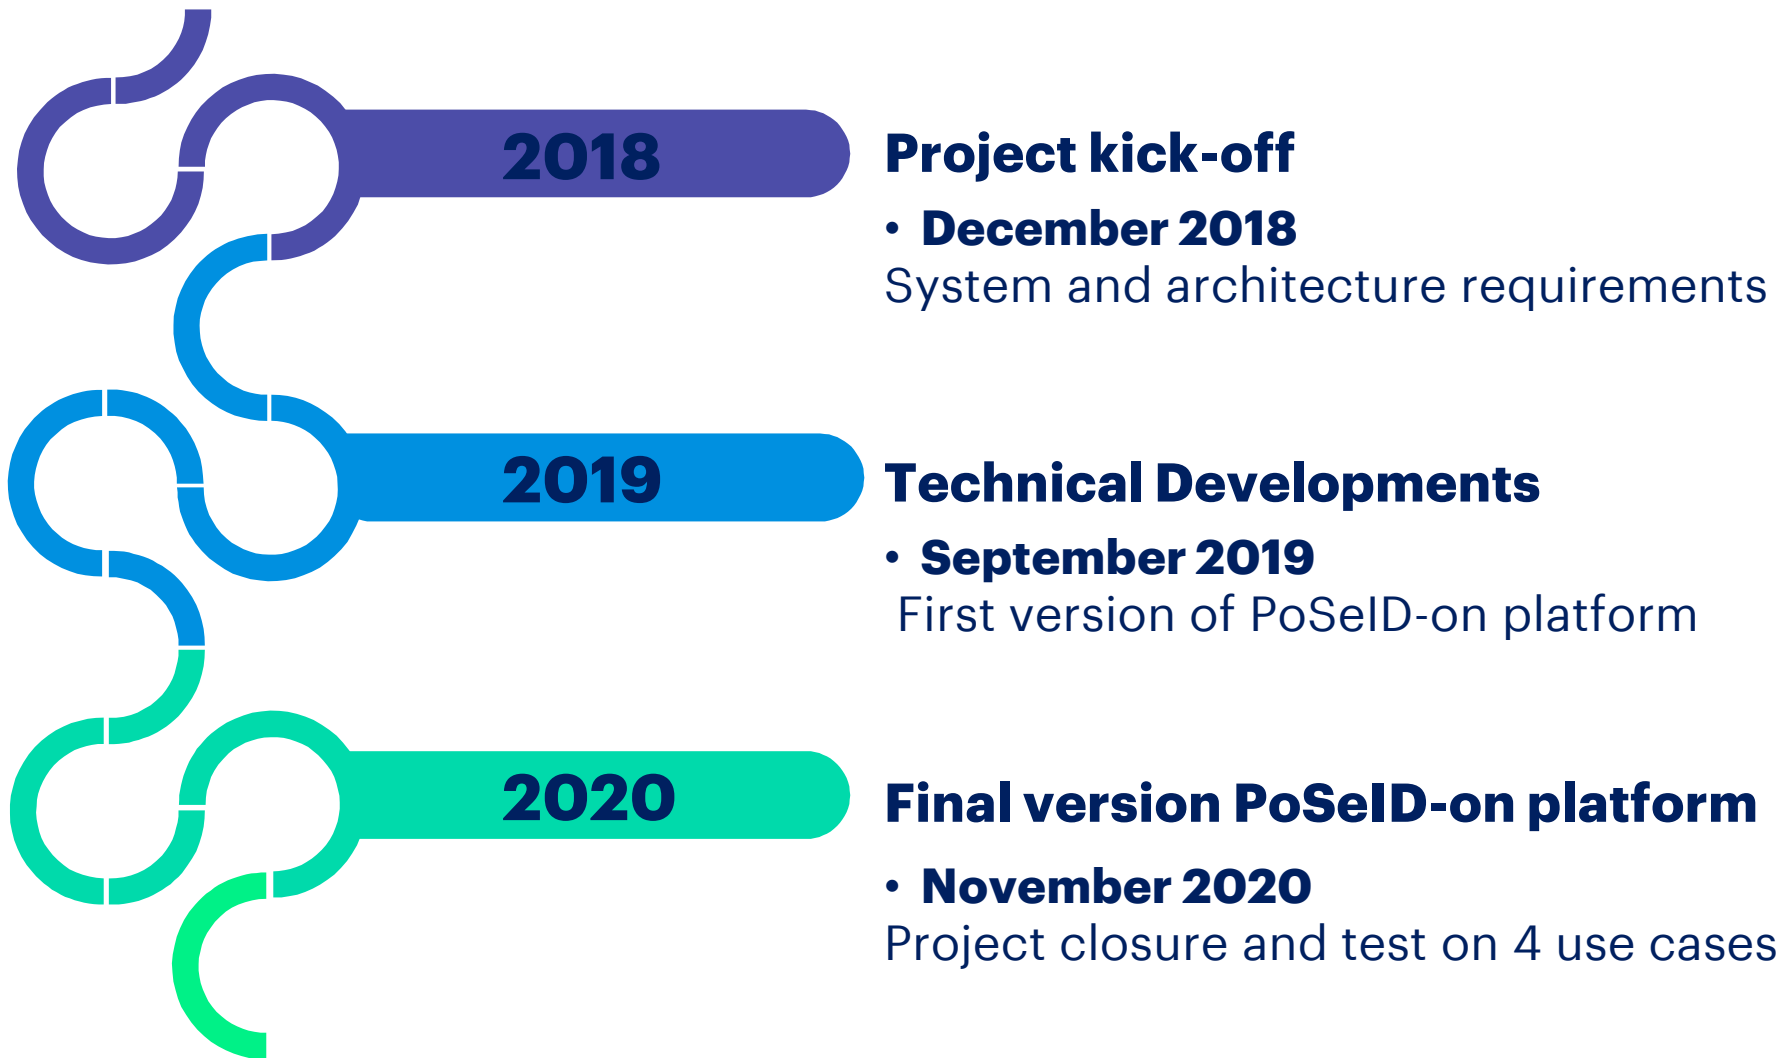 2018
Project kick-off
• December 2018
System and architecture requirements
2019
Technical Developments
• September 2019
First version of PoSeID-on platform
2020
Final version PoSeID-on platform
• November 2020
Project closure and test on 4 use cases